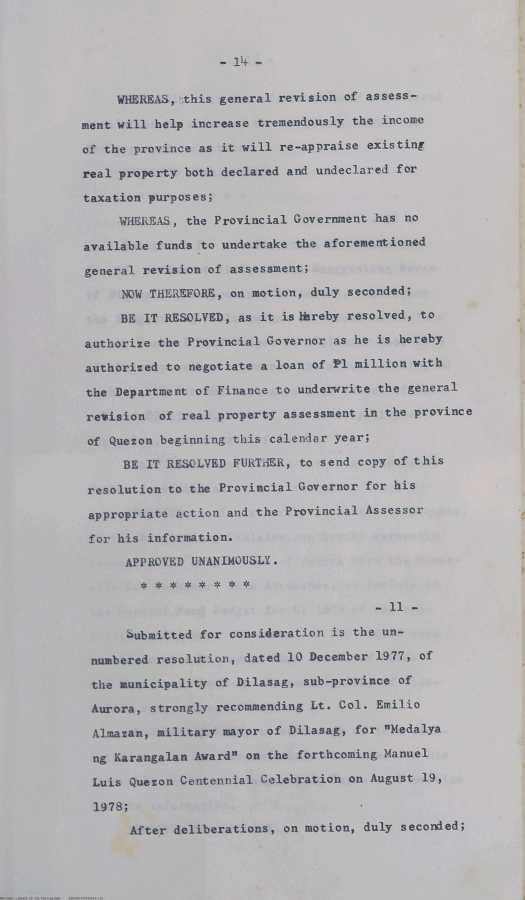 - 14 -
WHEREAS, this general revision of assess-
ment will help increase tremendously the income
of the province as it will re-appraise existing
real property both declared and undeclared for
taxation purposes;
WHEREAS, the Provincial Government has no
available funds to undertake the aforementioned
general revision of assessment;
NOW THEREFORE, on motion, duly seconded;
BE IT RESOLVED, as it is hereby resolved, to
authorize the Provincial Governor as he is hereby
authorized to negotiate a loan of ₱1 million with
the Department of Finance to underwrite the general
revision of real property assessment in the province
of Quezon beginning this calendar year;
BE IT RESOLVED FURTHER, to send copy of this
resolution to the Provincial Governor for his
appropriate action and the Provincial Assessor
for his information.
APPROVED UNANIMOUSLY.
* * * * * * * *
- 11 -
Submitted for consideration is the un-
numbered resolution, dated 10 December 1977, of
the municipality of Dilasag, sub-province of
Aurora, strongly recommending Lt. Col. Emilio
Almazan, military mayor of Dilasag, for "Medalya
ng Karangalan Award" on the forthcoming Manuel
Luis Quezon Centennial Celebration on August 19,
1978;
After deliberations, on motion, duly seconded;